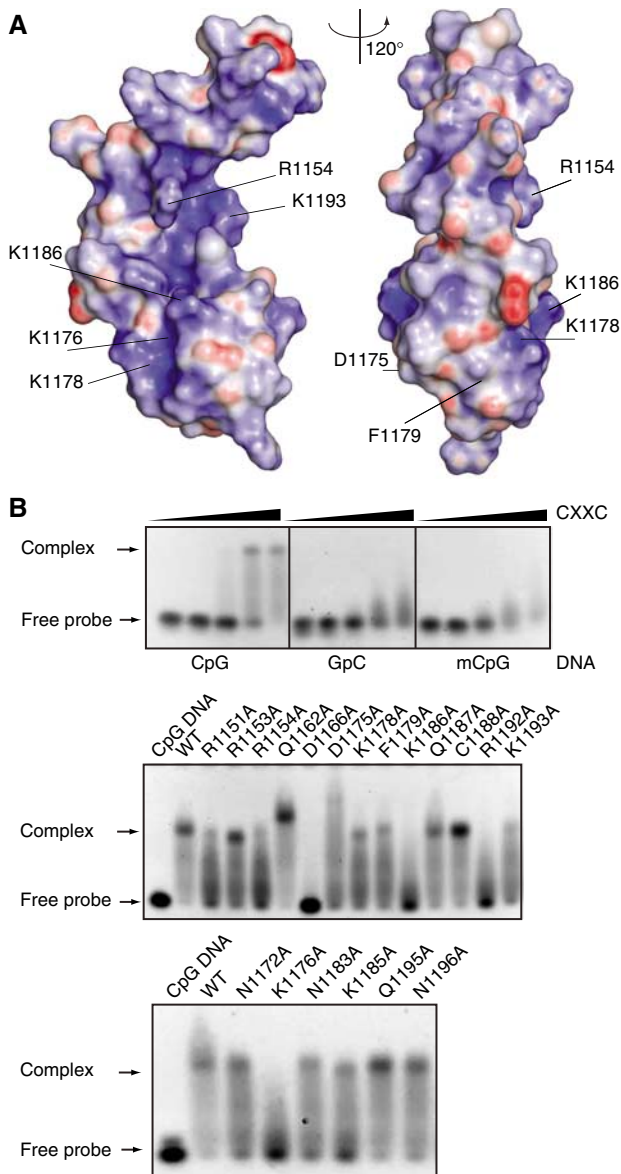 A
120°
R1154
K1193
K1186
K1176
K1178
R1154
K1186
K1178
D1175
F1179
B
CXXC
Complex
Free probe
CpG GpC mCpG DNA
CpG DNA WT R1151A R1153A R1154A Q1162A D1166A D1175A K1178A F1179A K1186A Q1187A C1188A R1192A K1193A
Complex
Free probe
CpG DNA WT N1172A K1176A N1183A K1185A Q1195A N1196A
Complex
Free probe